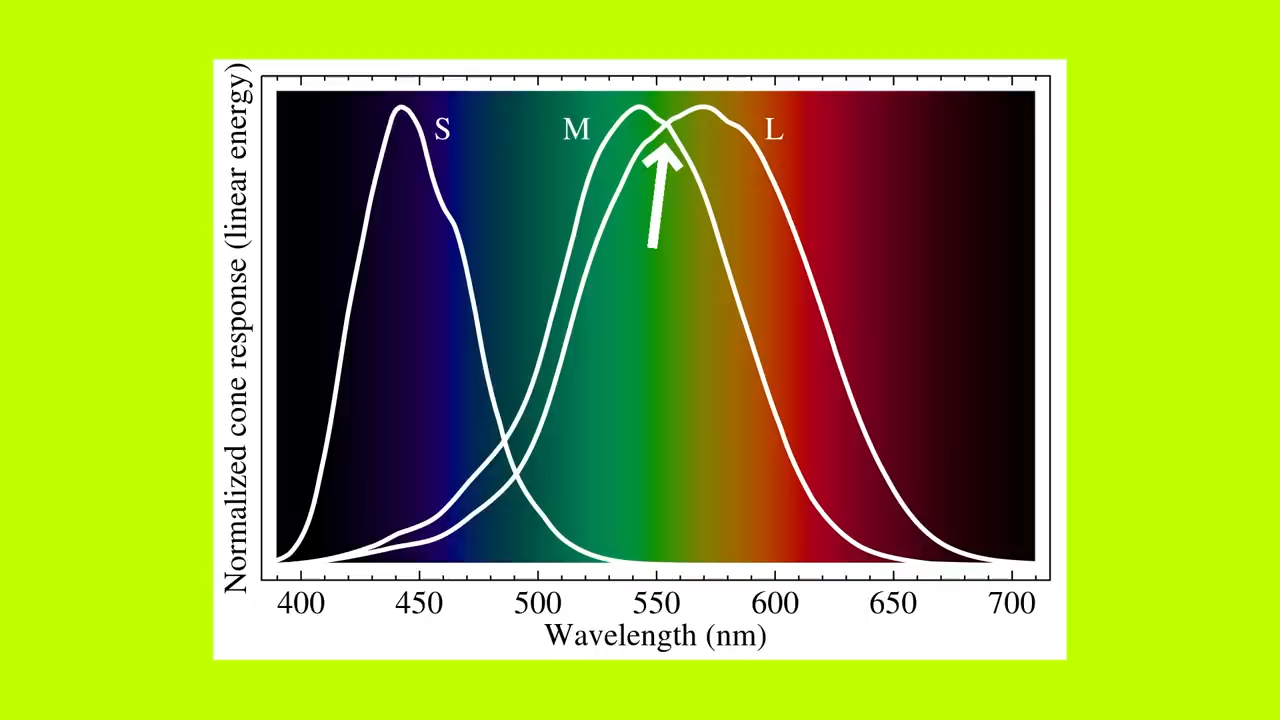 Normalized cone response (linear energy)
S
M
L
400 450 500 550 600 650 700
Wavelength (nm)